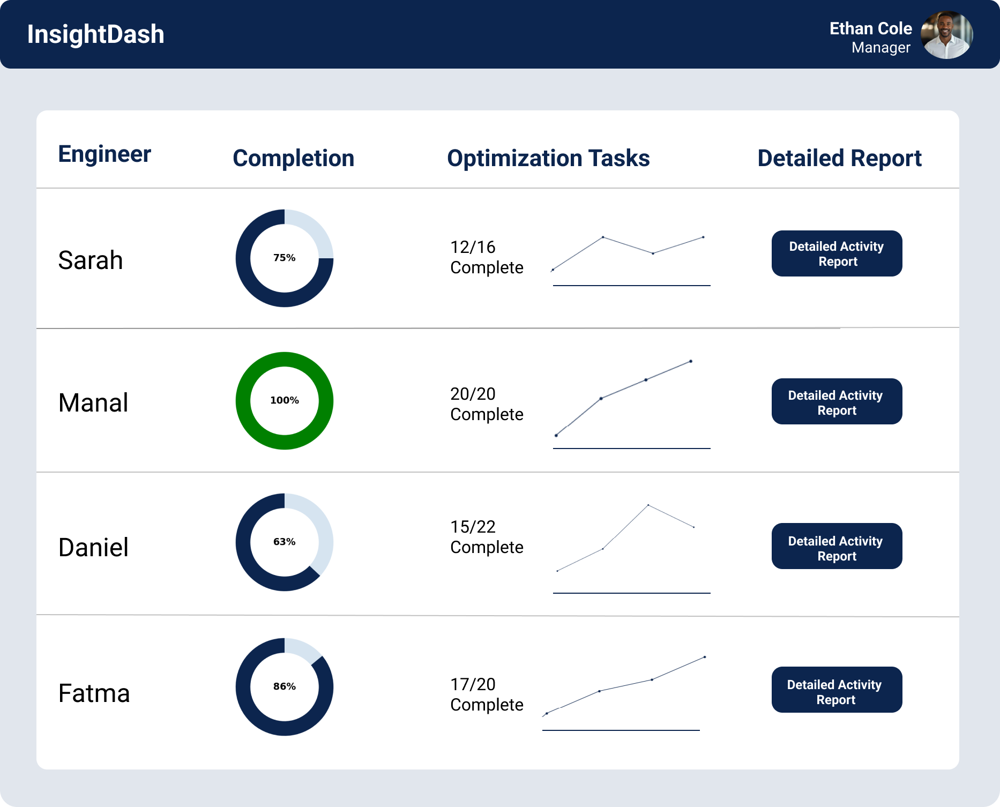 InsightDash
Ethan Cole
Manager
Engineer
Completion
Optimization Tasks
Detailed Report
Sarah
75%
12/16
Complete
Detailed Activity
Report
Manal
100%
20/20
Complete
Detailed Activity
Report
Daniel
63%
15/22
Complete
Detailed Activity
Report
Fatma
86%
17/20
Complete
Detailed Activity
Report